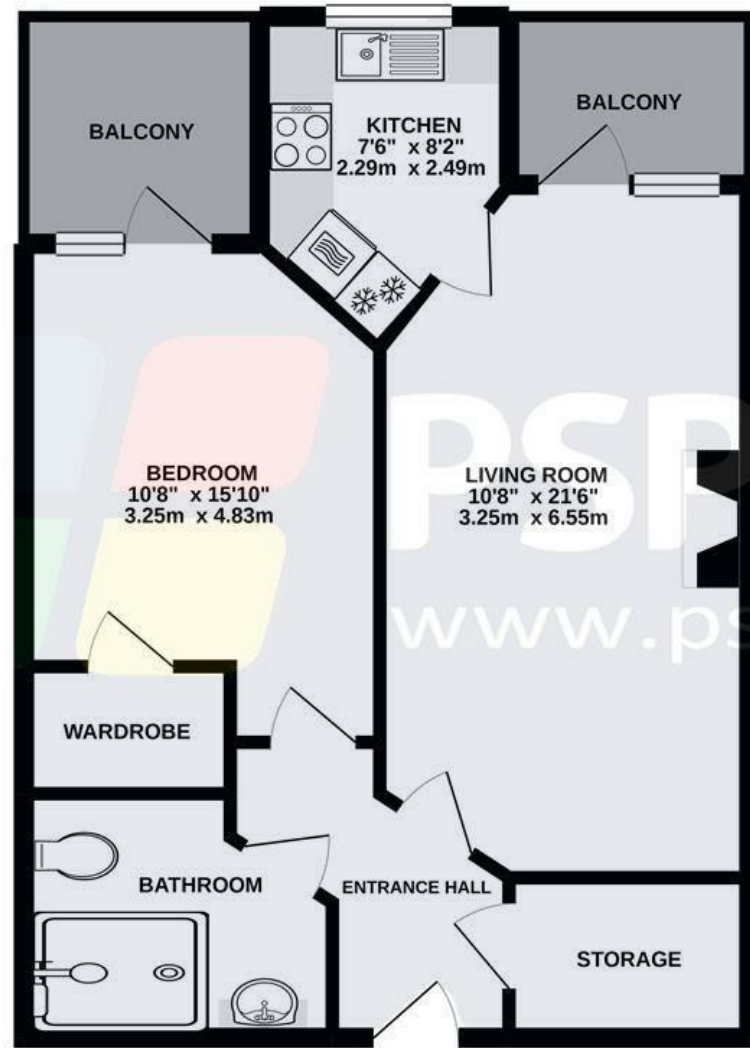 BALCONY
KITCHEN
7'6" x 8'2"
2.29m x 2.49m
BALCONY
BEDROOM
10'8" x 15'10"
3.25m x 4.83m
LIVING ROOM
10'8" x 21'6"
3.25m x 6.55m
PSP
www.ps
WARDROBE
BATHROOM
ENTRANCE HALL
STORAGE